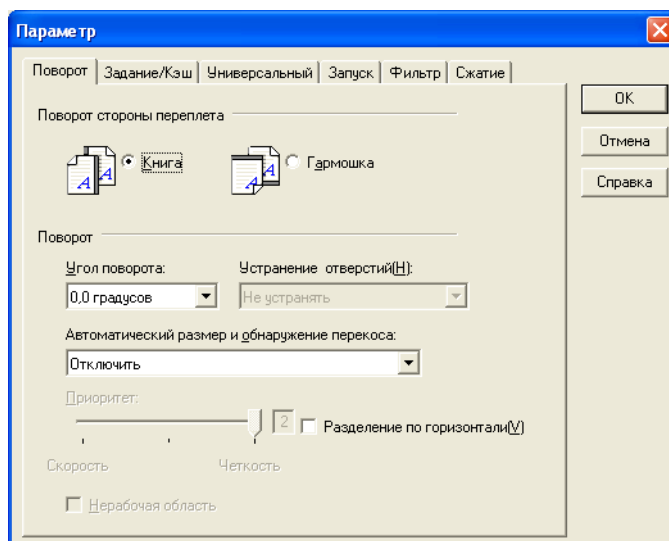 Параметр
Поворот Задание/Кэш Универсальный Запуск Фильтр Сжатие
OK
Отмена
Справка
Поворот стороны переплета
A A Книга A A Гармошка
Поворот
Угол поворота: Устранение отверстий(H):
0,0 градусов Не устранять
Автоматический размер и обнаружение перекоса:
Отключить
Приоритет:
2 Разделение по горизонтали(V)
Скорость Четкость
Нерабочая область